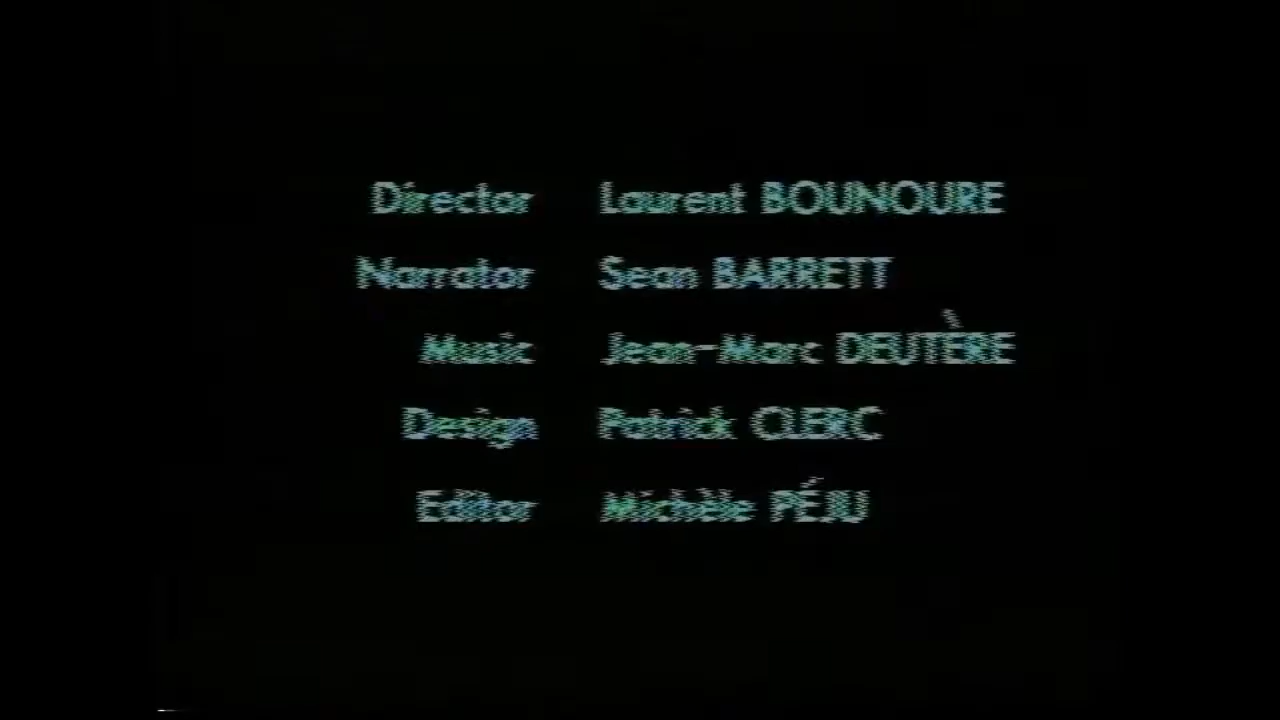 Director Laurent BOUNOURE
Narrator Sean BARRETT
Music Jean-Marc DEUTÈRE
Design Patrick CLERC
Editor Michèle PÉJU